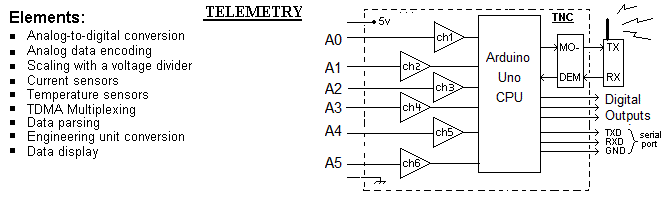 TELEMETRY
Elements:
Analog-to-digital conversion
Analog data encoding
Scaling with a voltage divider
Current sensors
Temperature sensors
TDMA Multiplexing
Data parsing
Engineering unit conversion
Data display
5v
TNC
A0
ch1
A1
ch2
A2
ch3
A3
ch4
A4
ch5
A5
ch6
Arduino
Uno
CPU
MO-
DEM
TX
RX
Digital
Outputs
TXD
RXD
GND
serial
port